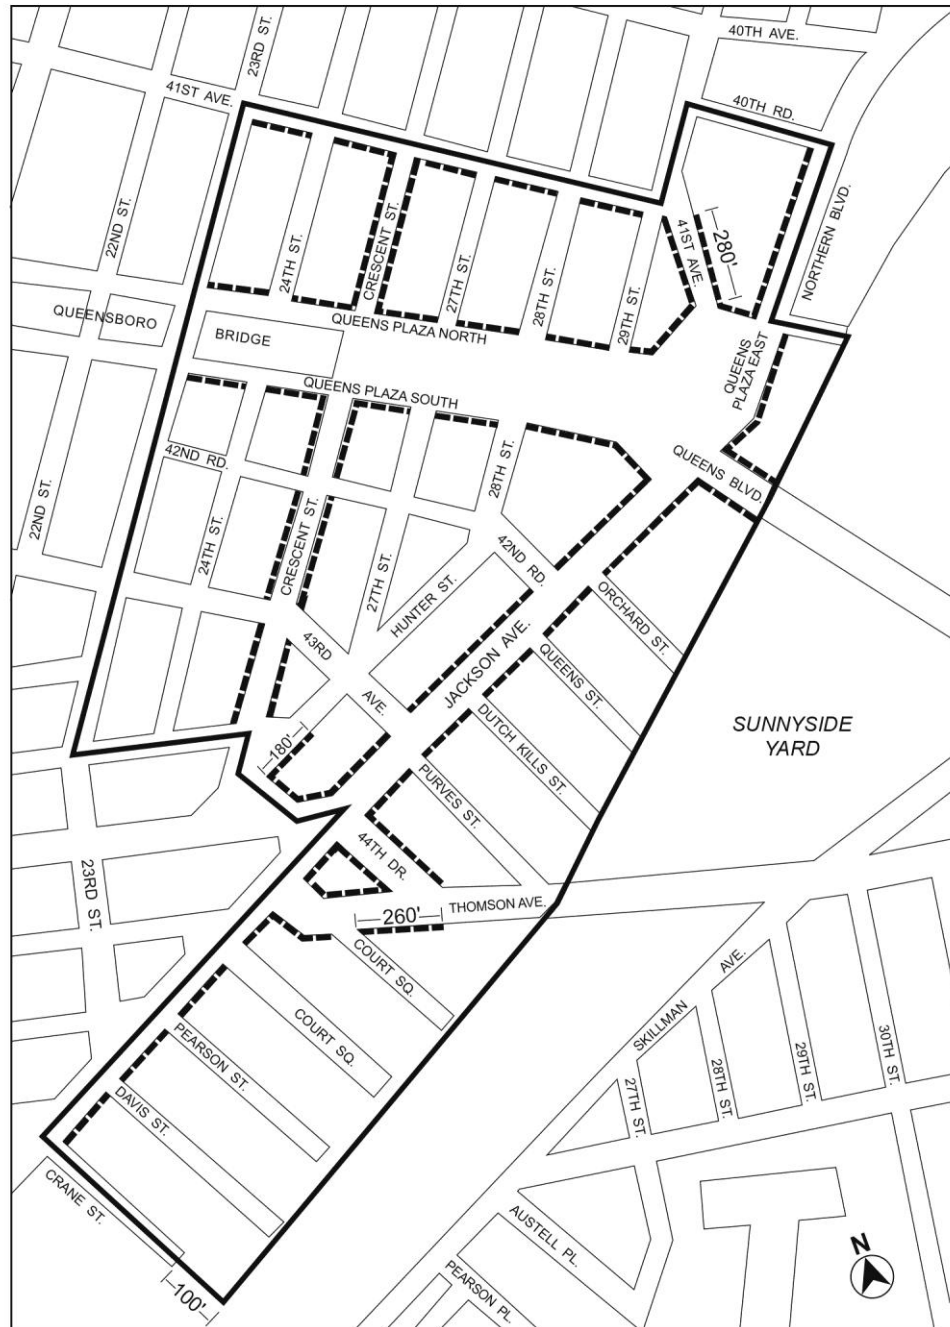 40TH AVE.
23RD ST.
41ST AVE.
40TH RD.
22ND ST.
NORTHERN BLVD.
24TH ST.
CRESCENT ST.
27TH ST.
28TH ST.
29TH ST.
41ST AVE.
280'
QUEENSBORO
BRIDGE
QUEENS PLAZA NORTH
QUEENS
PLAZA EAST
QUEENS PLAZA SOUTH
42ND RD.
22ND ST.
24TH ST.
CRESCENT ST.
27TH ST.
28TH ST.
QUEENS BLVD.
42ND RD.
HUNTER ST.
43RD
AVE.
JACKSON AVE.
ORCHARD ST.
QUEENS ST.
DUTCH KILLS ST.
PURVES ST.
SUNNYSIDE
YARD
180'
44TH DR.
23RD ST.
THOMSON AVE.
260'
COURT SQ.
COURT SQ.
PEARSON ST.
DAVIS ST.
CRANE ST.
100'
SKILLMAN
AVE.
27TH ST.
28TH ST.
29TH ST.
30TH ST.
AUSTELL PL.
PEARSON PL.
N